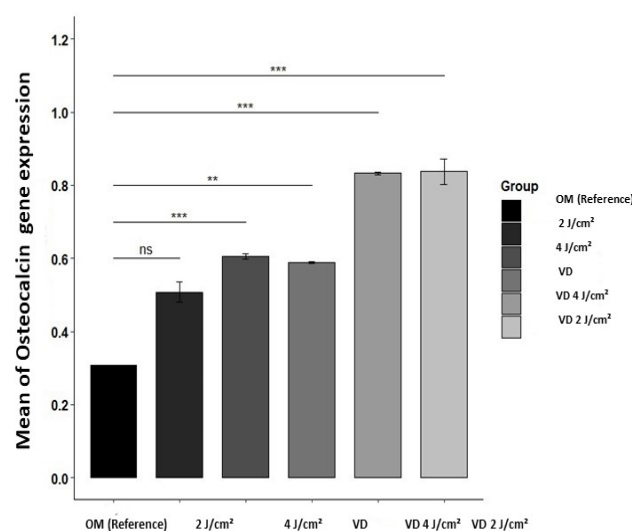 Mean of Osteocalcin gene expression
1.2
1.0
0.8
0.6
0.4
0.2
0.0
***
***
**
***
ns
Group
OM (Reference)
2 J/cm²
4 J/cm²
VD
VD 4 J/cm²
VD 2 J/cm²
OM (Reference) 2 J/cm² 4 J/cm² VD VD 4 J/cm² VD 2 J/cm²